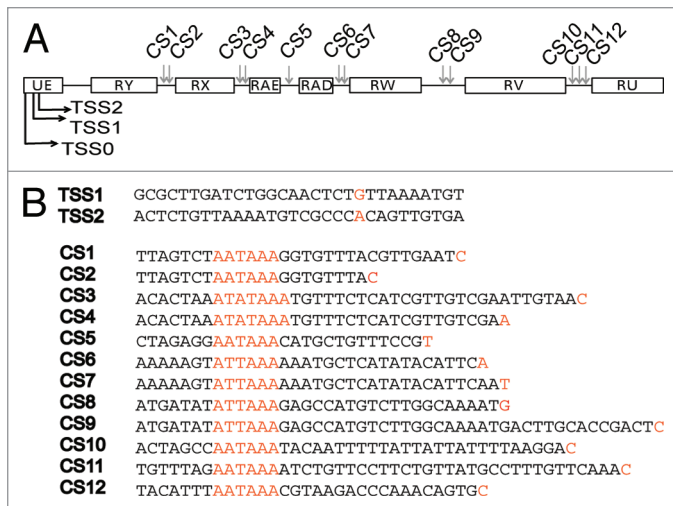 A
CS1 CS2 CS3 CS4 CS5 CS6 CS7 CS8 CS9 CS10 CS11 CS12
UE RY RX RAE RAD RW RV RU
TSS2
TSS1
TSS0
B
TSS1 GCGCTTGATCTGGCAACTCTGTTAAAATGT
TSS2 ACTCTGTTAAAATGTCGCCCACAGTTGTGA
CS1 TTAGTCTAATAAAGGTGTTTACGTTGAATC
CS2 TTAGTCTAATAAAGGTGTTTAC
CS3 ACACTAAATATAAATGTTTCTCATCGTTGTCGAATTGTAAC
CS4 ACACTAAATATAAATGTTTCTCATCGTTGTCGAA
CS5 CTAGAGGAATAAACATGCTGTTTCCGT
CS6 AAAAAGTATTAAAAAATGCTCATATACATTCA
CS7 AAAAAGTATTAAAAAATGCTCATATACATTCAAT
CS8 ATGATATATTAAAGAGCCATGTCTTGGCAAAATG
CS9 ATGATATATTAAAGAGCCATGTCTTGGCAAAATGACTTGCACCGACTC
CS10 ACTAGCCAATAAATACAATTTTTATTATTATTTTAAGGAC
CS11 TGTTTAGAATAAAATCTGTTCCTTCTGTTATGCCTTTGTTCAAAC
CS12 TACATTTAATAAACGTAAGACCCAAACAGTGC